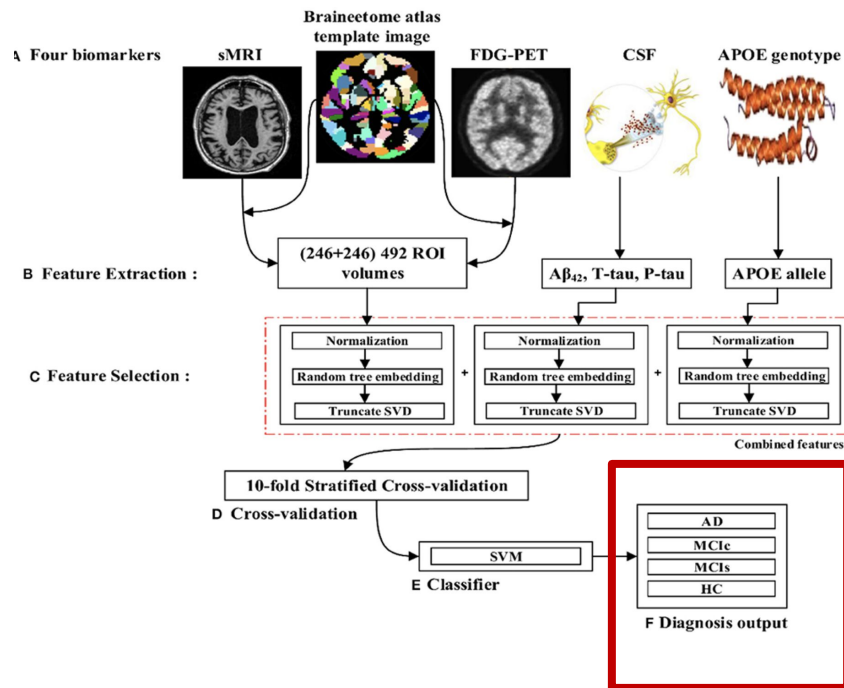 Braineetome atlas
template image
A Four biomarkers
sMRI
FDG-PET
CSF
APOE genotype
B Feature Extraction :
(246+246) 492 ROI
volumes
Aβ42, T-tau, P-tau
APOE allele
C Feature Selection :
Normalization
Random tree embedding
Truncate SVD
+
Normalization
Random tree embedding
Truncate SVD
+
Normalization
Random tree embedding
Truncate SVD
Combined features
10-fold Stratified Cross-validation
D Cross-validation
SVM
E Classifier
AD
MCIc
MCIs
HC
F Diagnosis output